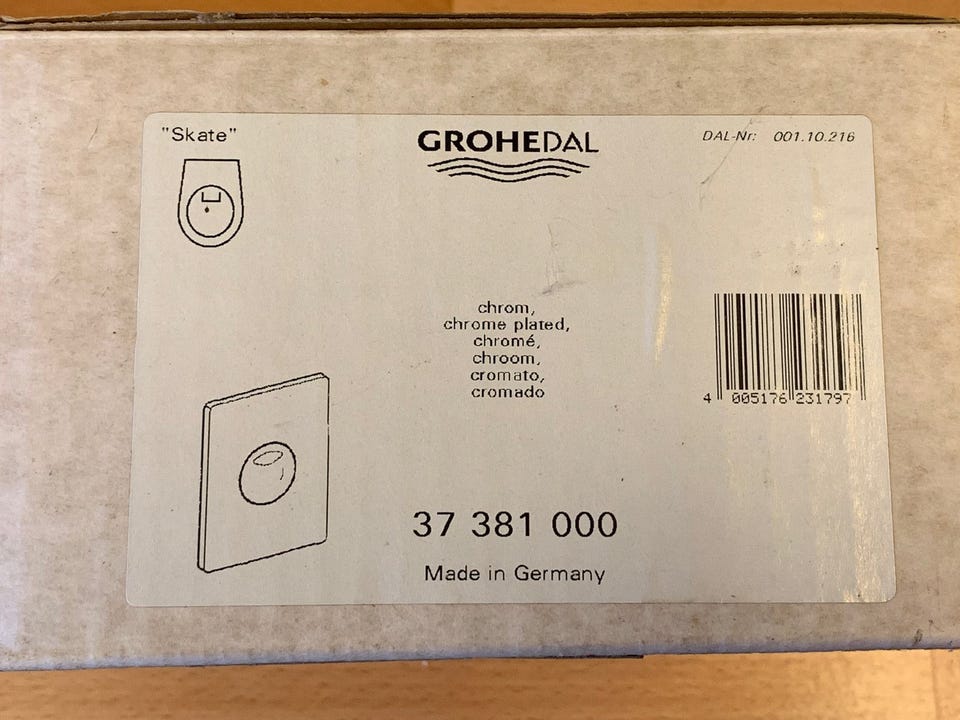 "Skate"
GROHEDAL
DAL-Nr: 001.10.216
chrom,
chrome plated,
chromé,
chroom,
cromato,
cromado
4 005176 231797
37 381 000
Made in Germany